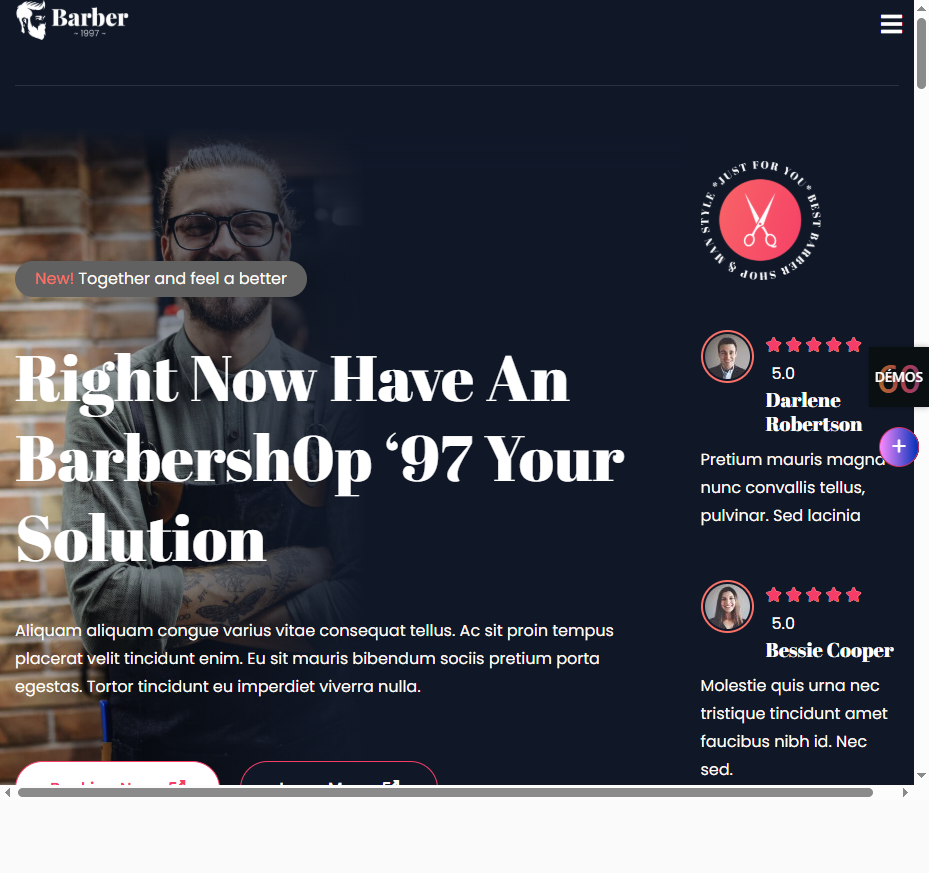 Barber
- 1997 -
*JUST FOR YOU*BEST BARBER SHOP & MAN STYLE
New! Together and feel a better
Right Now Have An
Barbersh0p ‘97 Your
Solution
Aliquam aliquam congue varius vitae consequat tellus. Ac sit proin tempus
placerat velit tincidunt enim. Eu sit mauris bibendum sociis pretium porta
egestas. Tortor tincidunt eu imperdiet viverra nulla.
5.0
Darlene
Robertson
Pretium mauris magna
nunc convallis tellus,
pulvinar. Sed lacinia
5.0
Bessie Cooper
Molestie quis urna nec
tristique tincidunt amet
faucibus nibh id. Nec
sed.
60
DÉMOS
+